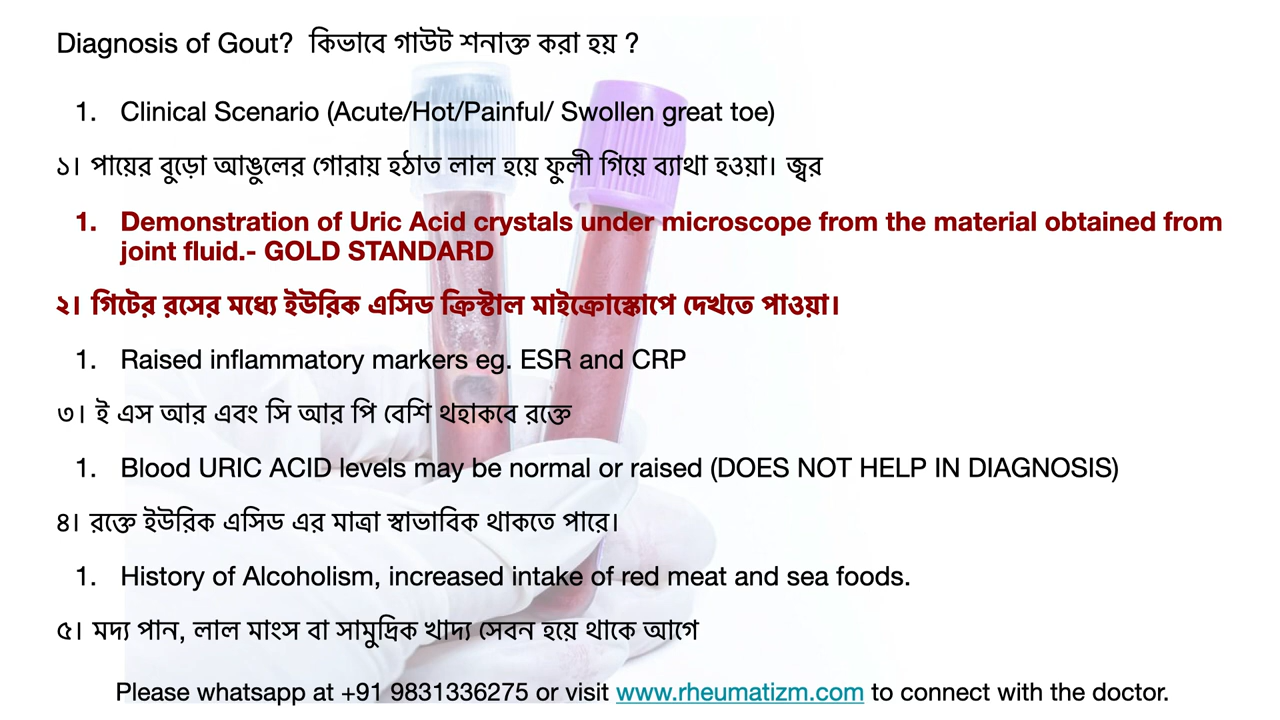 Diagnosis of Gout? কিভাবে গাউট শনাক্ত করা হয় ?
1. Clinical Scenario (Acute/Hot/Painful/ Swollen great toe)
১। পায়ের বুড়ো আঙুলের গোরায় হঠাত লাল হয়ে ফুলী গিয়ে ব্যাথা হওয়া। জ্বর
1. Demonstration of Uric Acid crystals under microscope from the material obtained from
joint fluid.- GOLD STANDARD
২। গিটের রসের মধ্যে ইউরিক এসিড ক্রিস্টাল মাইক্রোস্কোপে দেখতে পাওয়া।
1. Raised inflammatory markers eg. ESR and CRP
৩। ই এস আর এবং সি আর পি বেশি থহাকবে রক্তে
1. Blood URIC ACID levels may be normal or raised (DOES NOT HELP IN DIAGNOSIS)
৪। রক্তে ইউরিক এসিড এর মাত্রা স্বাভাবিক থাকতে পারে।
1. History of Alcoholism, increased intake of red meat and sea foods.
৫। মদ্য পান, লাল মাংস বা সামুদ্রিক খাদ্য সেবন হয়ে থাকে আগে
Please whatsapp at +91 9831336275 or visit www.rheumatizm.com to connect with the doctor.